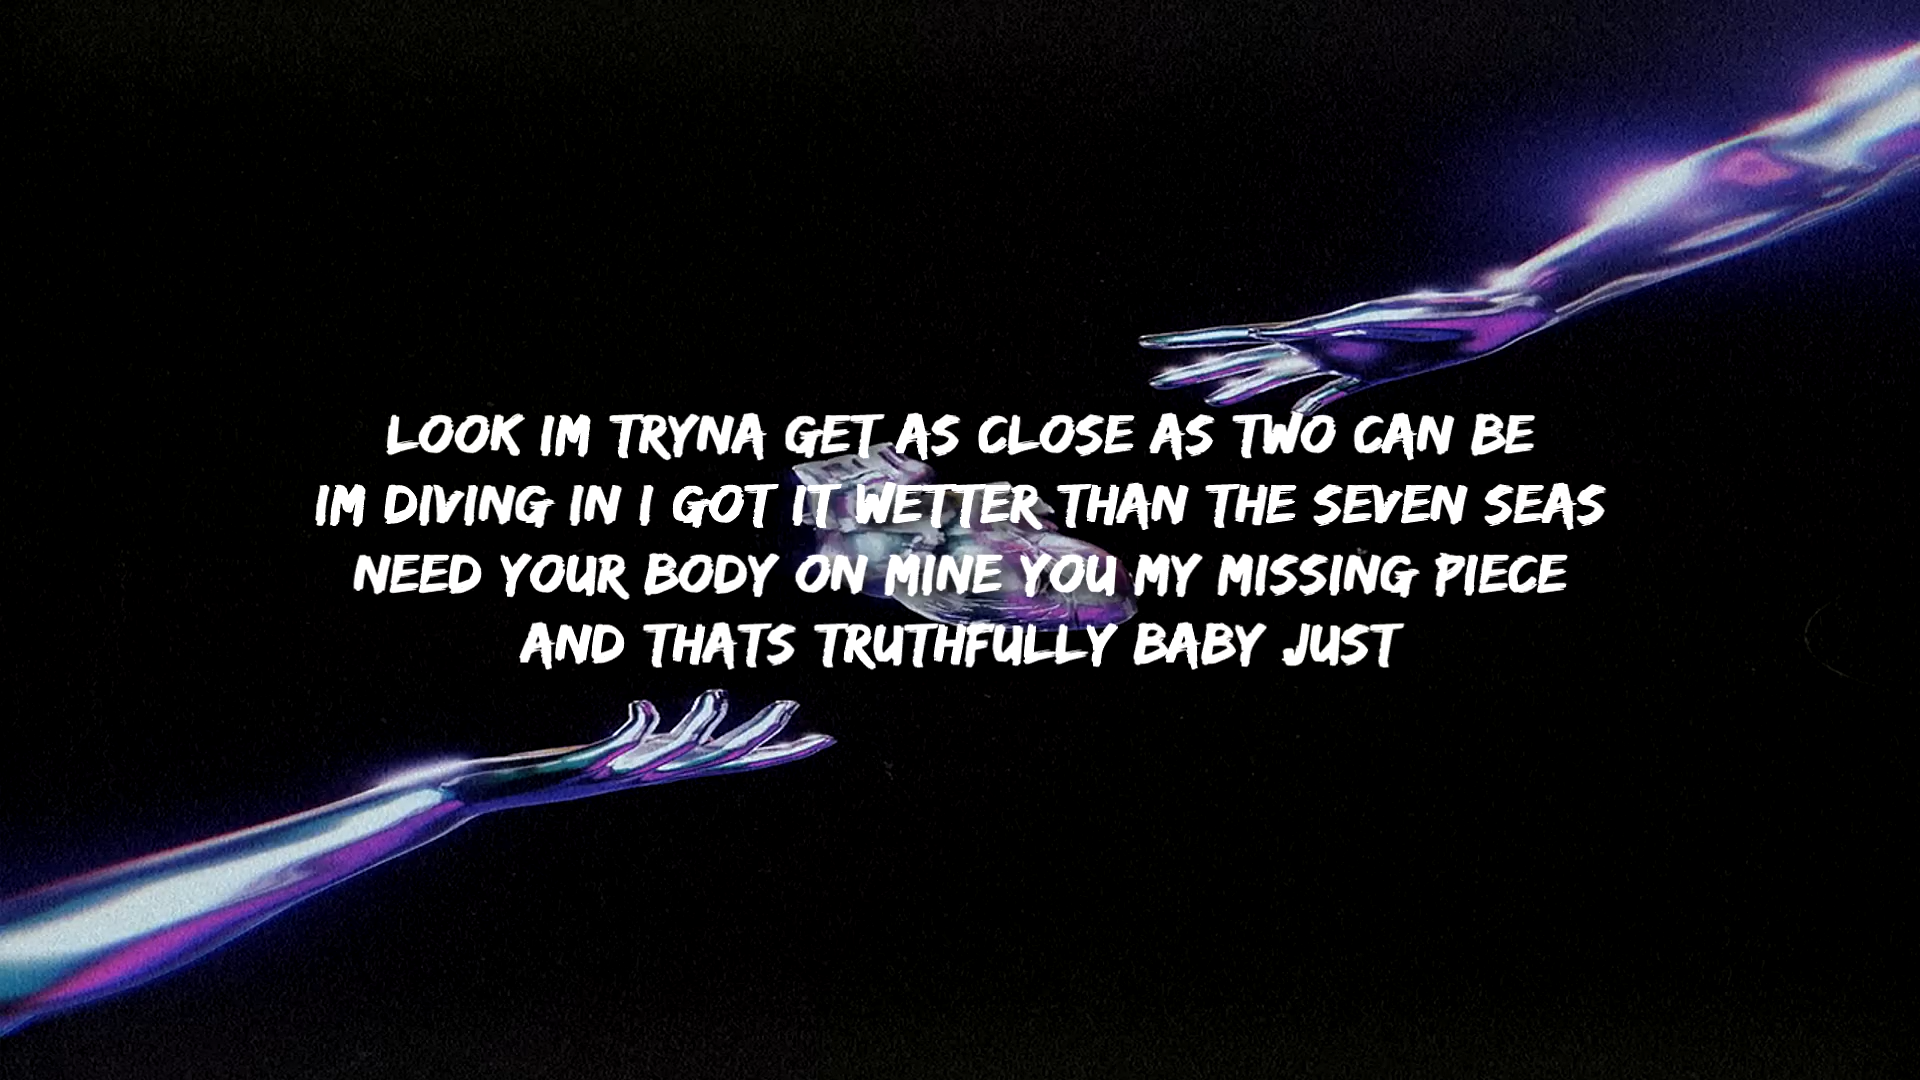 LOOK IM TRYNA GET AS CLOSE AS TWO CAN BE
IM DIVING IN I GOT IT WETTER THAN THE SEVEN SEAS
NEED YOUR BODY ON MINE YOU MY MISSING PIECE
AND THATS TRUTHFULLY BABY JUST